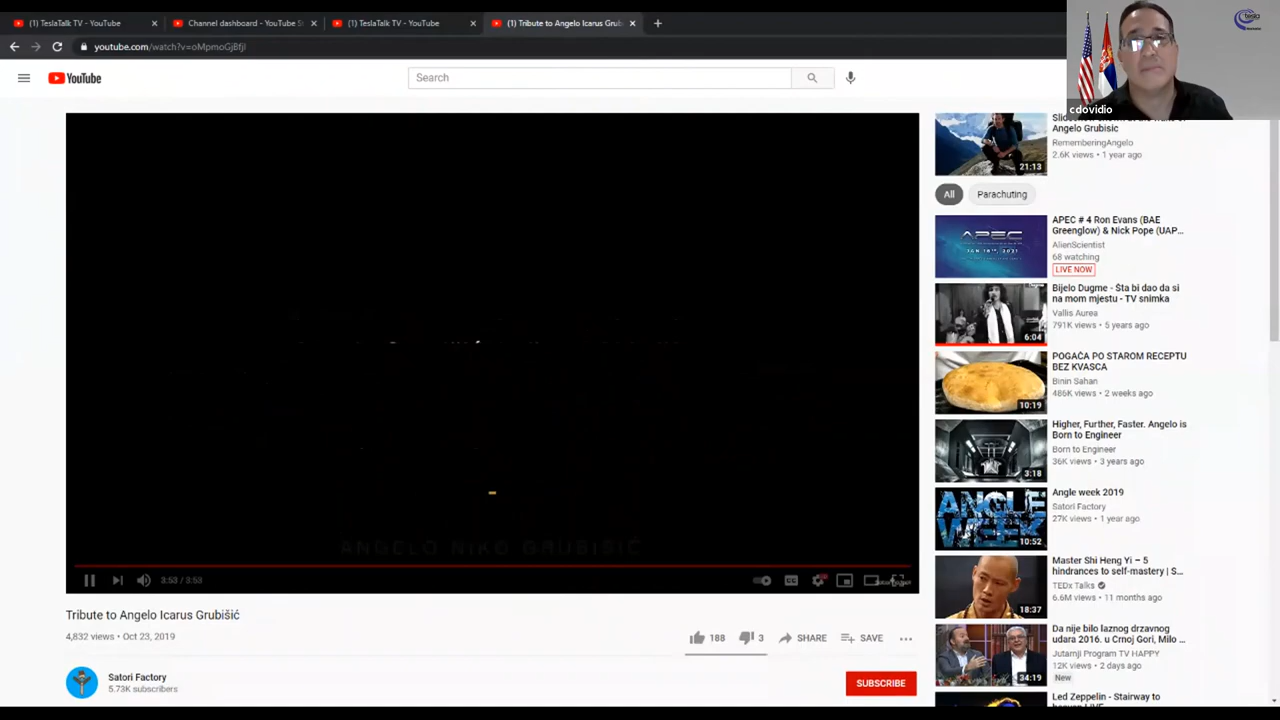 (1) TeslaTalk TV - YouTube
Channel dashboard - YouTube S
(1) TeslaTalk TV - YouTube
(1) Tribute to Angelo Icarus Grub
youtube.com/watch?v=oMpmoGjBfjI
YouTube
Search
cdovidio
Tesla
Angelo Grubisic
RememberingAngelo
2.6K views • 1 year ago
21:13
All
Parachuting
APEC
APEC # 4 Ron Evans (BAE
Greenglow) & Nick Pope (UAP...
AlienScientist
68 watching
LIVE NOW
Bijelo Dugme - Šta bi dao da si
na mom mjestu - TV snimka
Vallis Aurea
791K views • 5 years ago
6:04
POGAČA PO STAROM RECEPTU
BEZ KVASCA
Binin Sahan
486K views • 2 weeks ago
10:19
Higher, Further, Faster. Angelo is
Born to Engineer
Born to Engineer
36K views • 3 years ago
3:18
ANGLE
WEEK
Angle week 2019
Satori Factory
27K views • 1 year ago
10:52
Master Shi Heng Yi – 5
hindrances to self-mastery | S...
TEDx Talks
6.6M views • 11 months ago
18:37
Da nije bilo laznog drzavnog
udara 2016. u Crnoj Gori, Milo ...
Jutarnji Program TV HAPPY
12K views • 2 days ago
New
34:19
Led Zeppelin - Stairway to
ANGELO NIKO GRUBIŠIĆ
3:53 / 3:53
Tribute to Angelo Icarus Grubišić
4,832 views • Oct 23, 2019
188
3
SHARE
SAVE
Satori Factory
5.73K subscribers
SUBSCRIBE